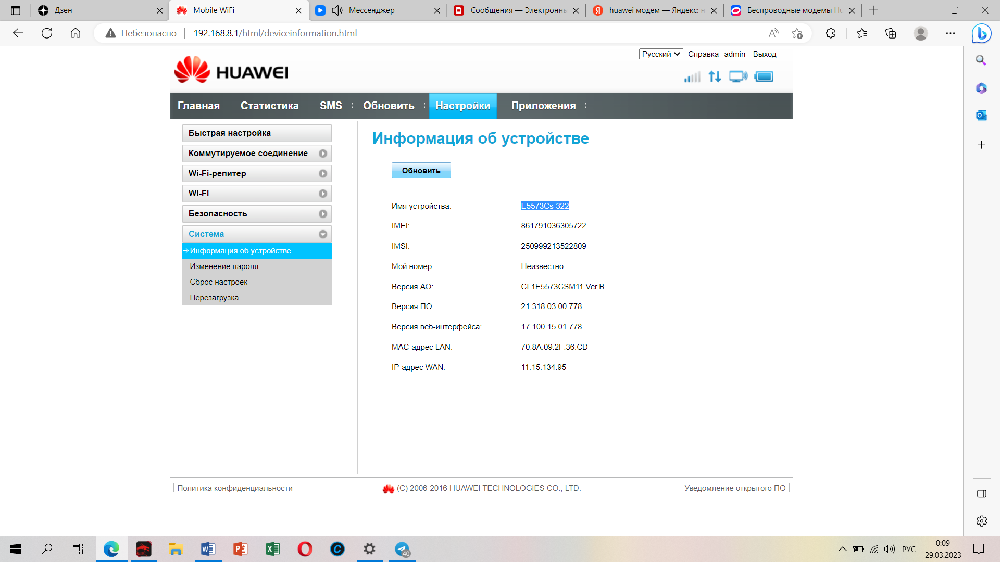 Дзен
Mobile WiFi
Мессенджер
Сообщения — Электронн
huawei модем — Яндекс: н
Беспроводные модемы Hu
Небезопасно
192.168.8.1/html/deviceinformation.html
Русский
Справка
admin
Выход
HUAWEI
Главная
Статистика
SMS
Обновить
Настройки
Приложения
Быстрая настройка
Коммутируемое соединение
Wi-Fi-репитер
Wi-Fi
Безопасность
Система
Информация об устройстве
Изменение пароля
Сброс настроек
Перезагрузка
Информация об устройстве
Обновить
Имя устройства: E5573Cs-322
IMEI: 861791036305722
IMSI: 250999213522809
Мой номер: Неизвестно
Версия АО: CL1E5573CSM11 Ver.B
Версия ПО: 21.318.03.00.778
Версия веб-интерфейса: 17.100.15.01.778
MAC-адрес LAN: 70:8A:09:2F:36:CD
IP-адрес WAN: 11.15.134.95
Политика конфиденциальности
(C) 2006-2016 HUAWEI TECHNOLOGIES CO., LTD.
Уведомление открытого ПО
40
РУС
0:09
29.03.2023